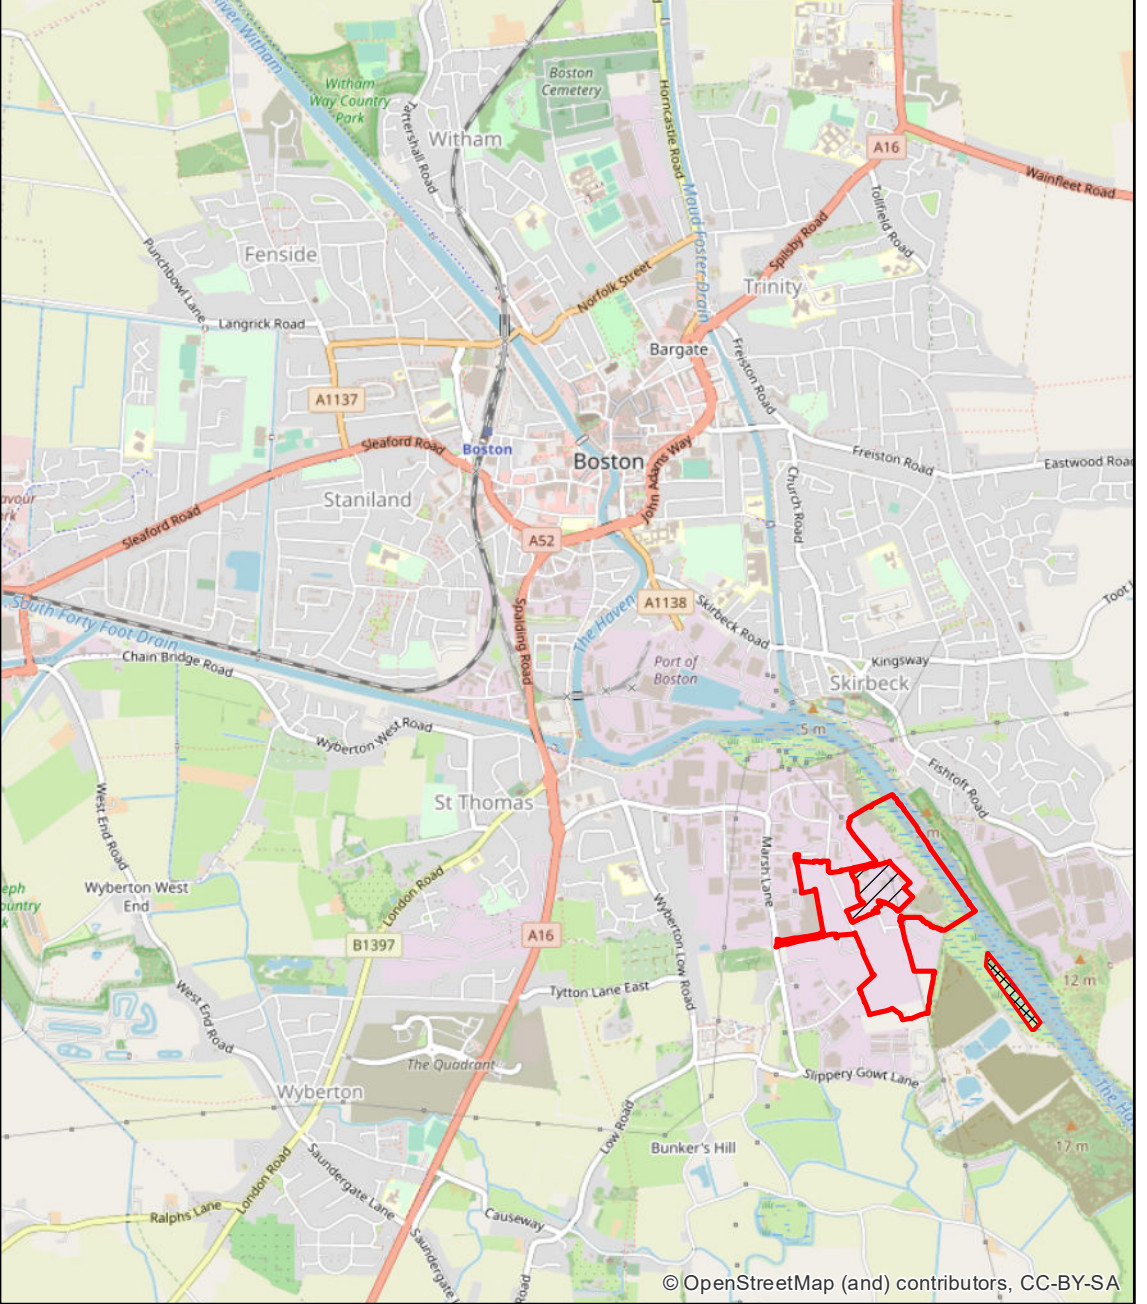 River Witham
Boston
Cemetery
Witham
Way Country
Park
Tattershall Road
Witham
Horncastle Road
A16
Wainfleet Road
Tollfield Road
Maud Foster Drain
Punchbowl Lane
Fenside
Spilsby Road
Norfolk Street
Trinity
Langrick Road
Bargate
Freiston Road
A1137
Sleaford Road
Boston
Boston
John Adams Way
Freiston Road
Eastwood Road
Church Road
Staniland
Sleaford Road
A52
South Forty Foot Drain
Spalding Road
The Haven
A1138
Skirbeck Road
Toot
Chain Bridge Road
Port of
Boston
Kingsway
Skirbeck
Wyberton West Road
5 m
Fishtoft Road
West End Road
St Thomas
m
Marsh Lane
London Road
Wyberton West
End
Wyberton Low Road
B1397
A16
12 m
West End Road
Tytton Lane East
The Quadrant
Slippery Gowt Lane
Wyberton
The
Low Road
Bunker's Hill
17 m
Saundergate Lane
London Road
Ralphs Lane
Causeway
Saundergate
© OpenStreetMap (and) contributors, CC-BY-SA